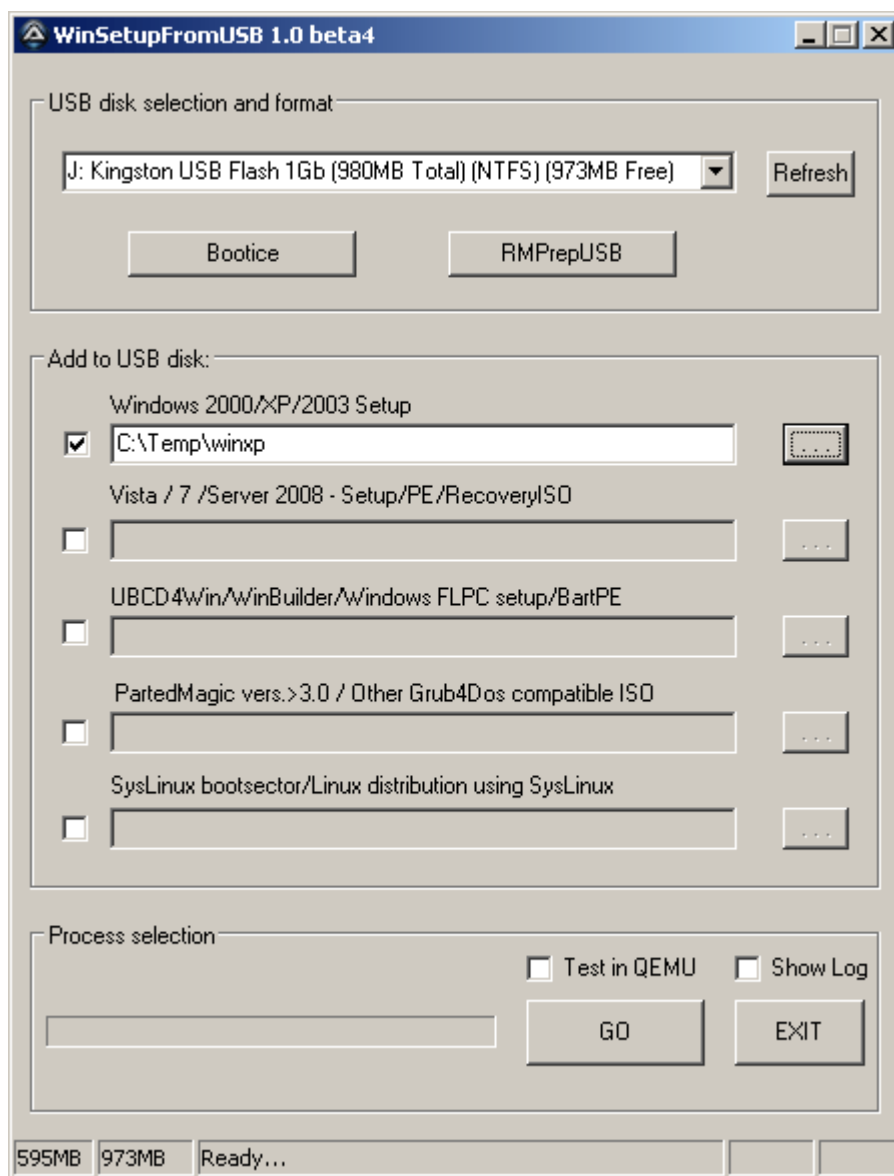 WinSetupFromUSB 1.0 beta4
USB disk selection and format
J: Kingston USB Flash 1Gb (980MB Total) (NTFS) (973MB Free)
Refresh
Bootice
RMPrepUSB
Add to USB disk:
Windows 2000/XP/2003 Setup
C:\Temp\winxp
...
Vista / 7 /Server 2008 - Setup/PE/RecoveryISO
...
UBCD4Win/WinBuilder/Windows FLPC setup/BartPE
...
PartedMagic vers.>3.0 / Other Grub4Dos compatible ISO
...
SysLinux bootsector/Linux distribution using SysLinux
...
Process selection
Test in QEMU
Show Log
GO
EXIT
595MB
973MB
Ready...